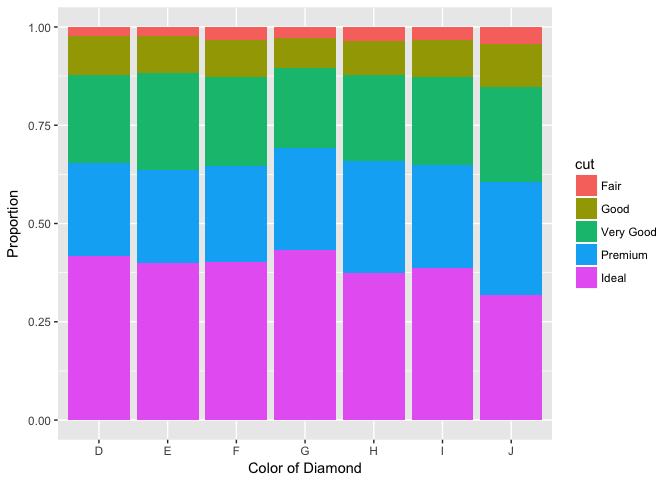 1.00
0.75
0.50
0.25
0.00
Proportion
D E F G H I J
Color of Diamond
cut
Fair
Good
Very Good
Premium
Ideal